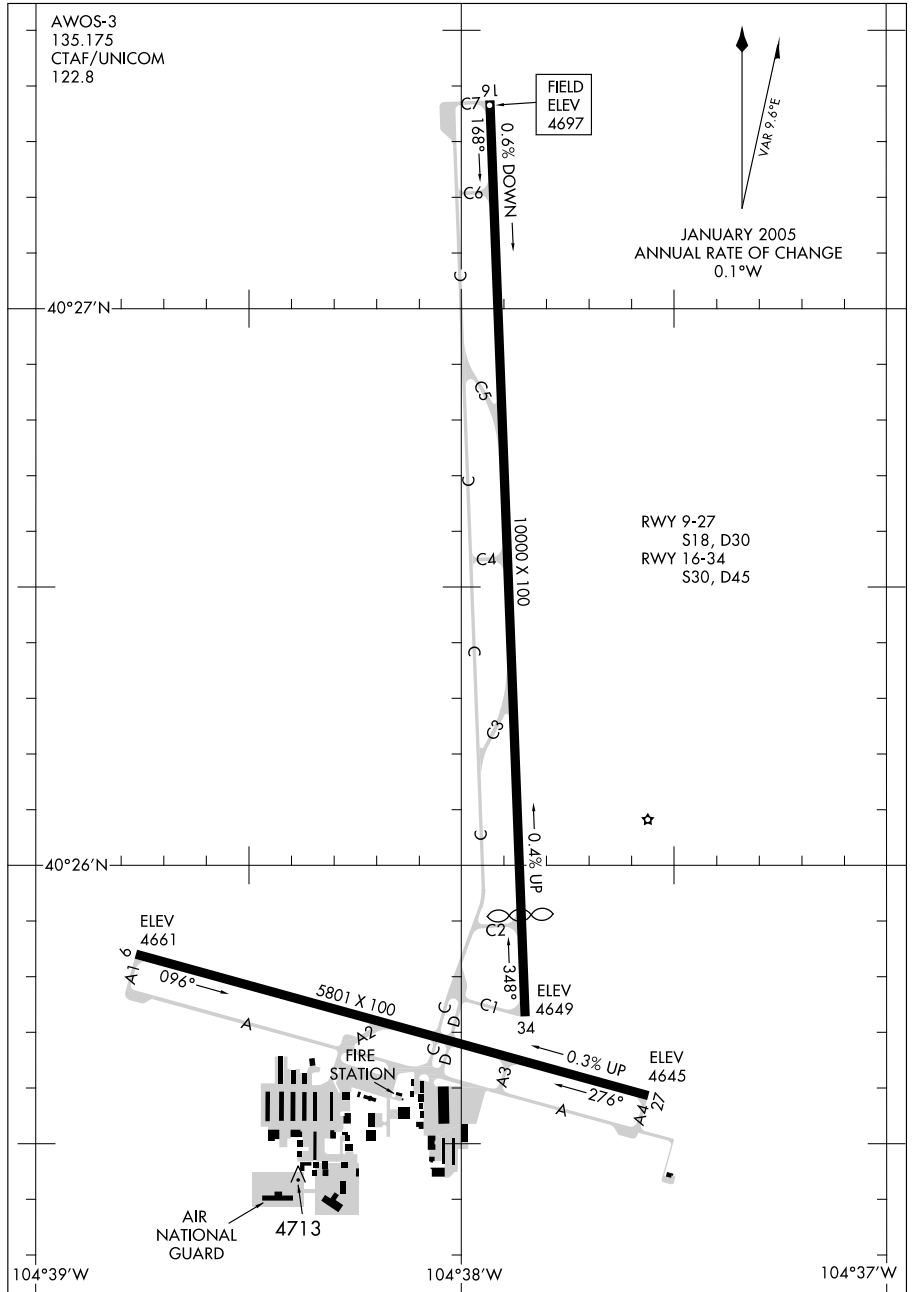 AWOS-3
135.175
CTAF/UNICOM
122.8
16
C7
FIELD
ELEV
4697
168°
0.6% DOWN
C6
VAR 9.6°E
JANUARY 2005
ANNUAL RATE OF CHANGE
0.1°W
C
40°27'N
C5
C
10000 X 100
RWY 9-27
S18, D30
RWY 16-34
S30, D45
C4
C
C3
C
0.4% UP
40°26'N
C2
348°
ELEV
4661
9
A1
096°
5801 X 100
C1
ELEV
4649
34
C
D
A
A2
C
D
0.3% UP
ELEV
4645
FIRE
STATION
A3
276°
A
A4
27
AIR
NATIONAL
GUARD
4713
104°39'W
104°38'W
104°37'W